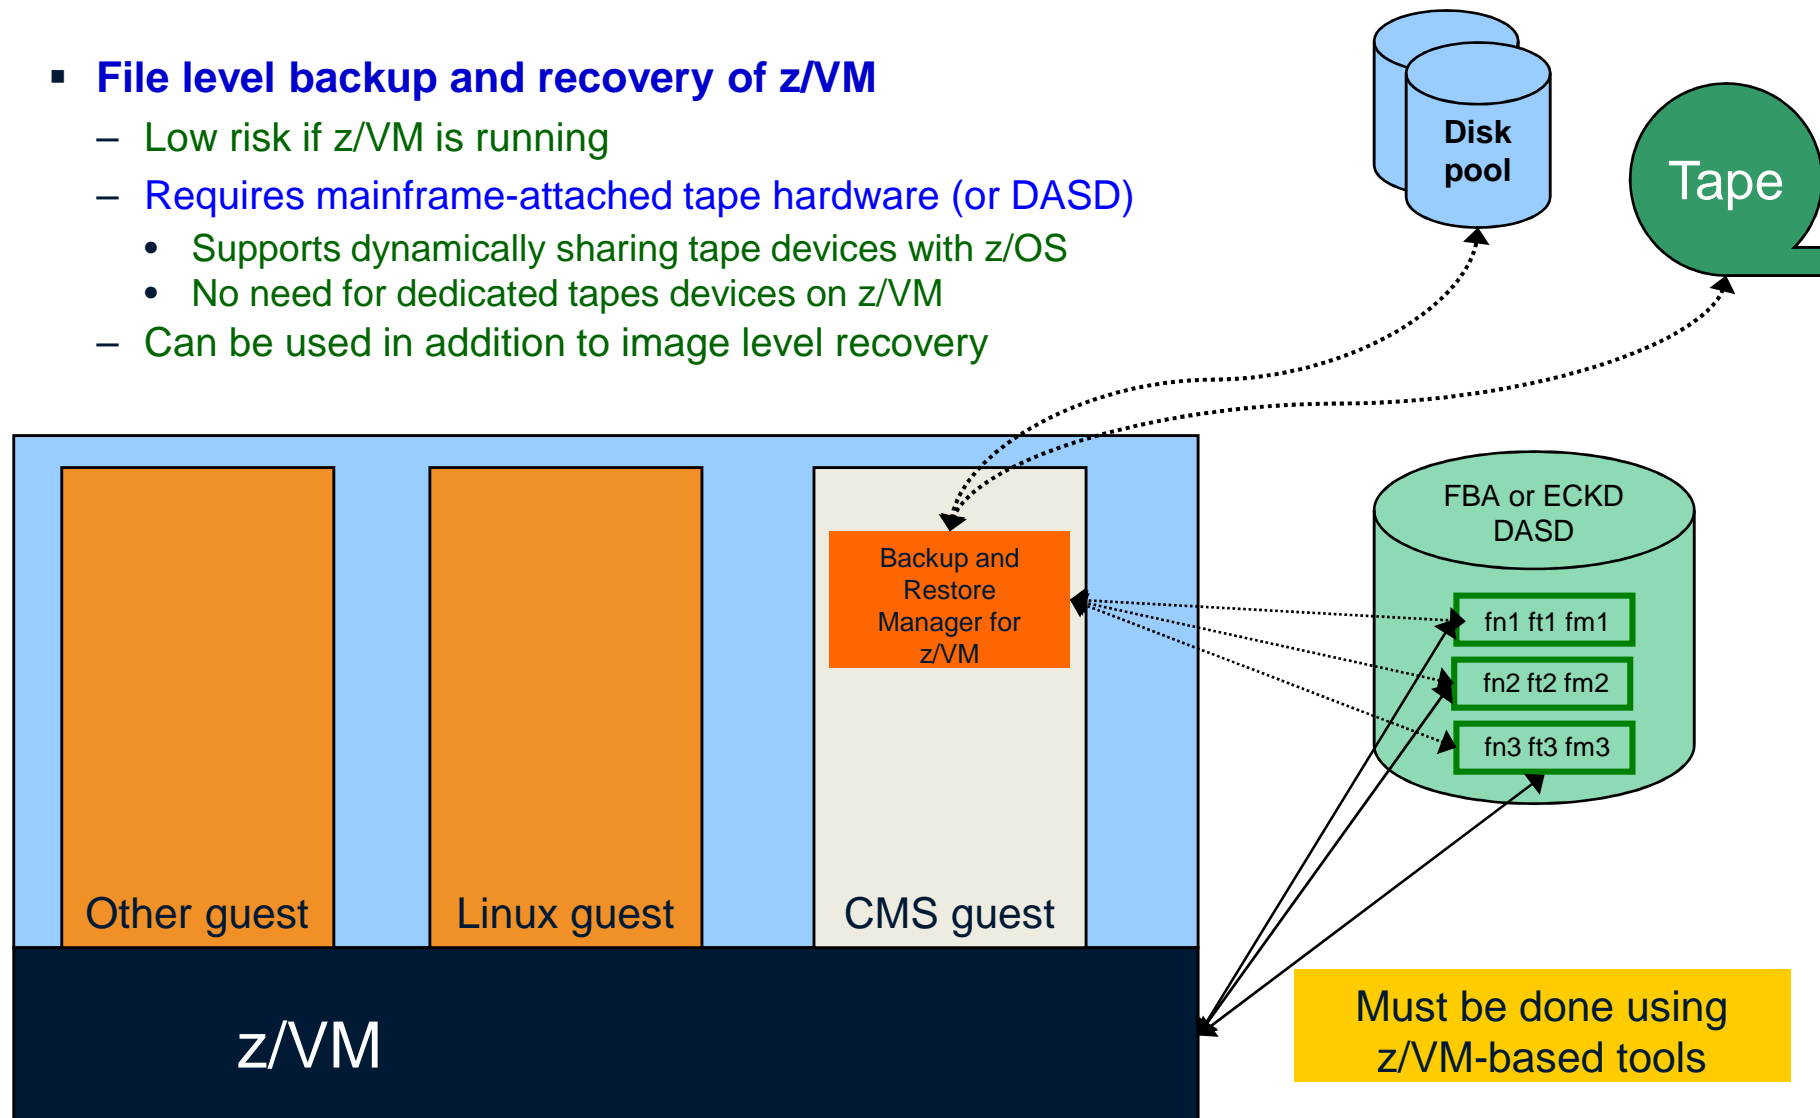 ▪ File level backup and recovery of z/VM
– Low risk if z/VM is running
– Requires mainframe-attached tape hardware (or DASD)
• Supports dynamically sharing tape devices with z/OS
• No need for dedicated tapes devices on z/VM
– Can be used in addition to image level recovery
Disk
pool
Tape
FBA or ECKD
DASD
fn1 ft1 fm1
fn2 ft2 fm2
fn3 ft3 fm3
Backup and
Restore
Manager for
z/VM
Other guest
Linux guest
CMS guest
z/VM
Must be done using
z/VM-based tools